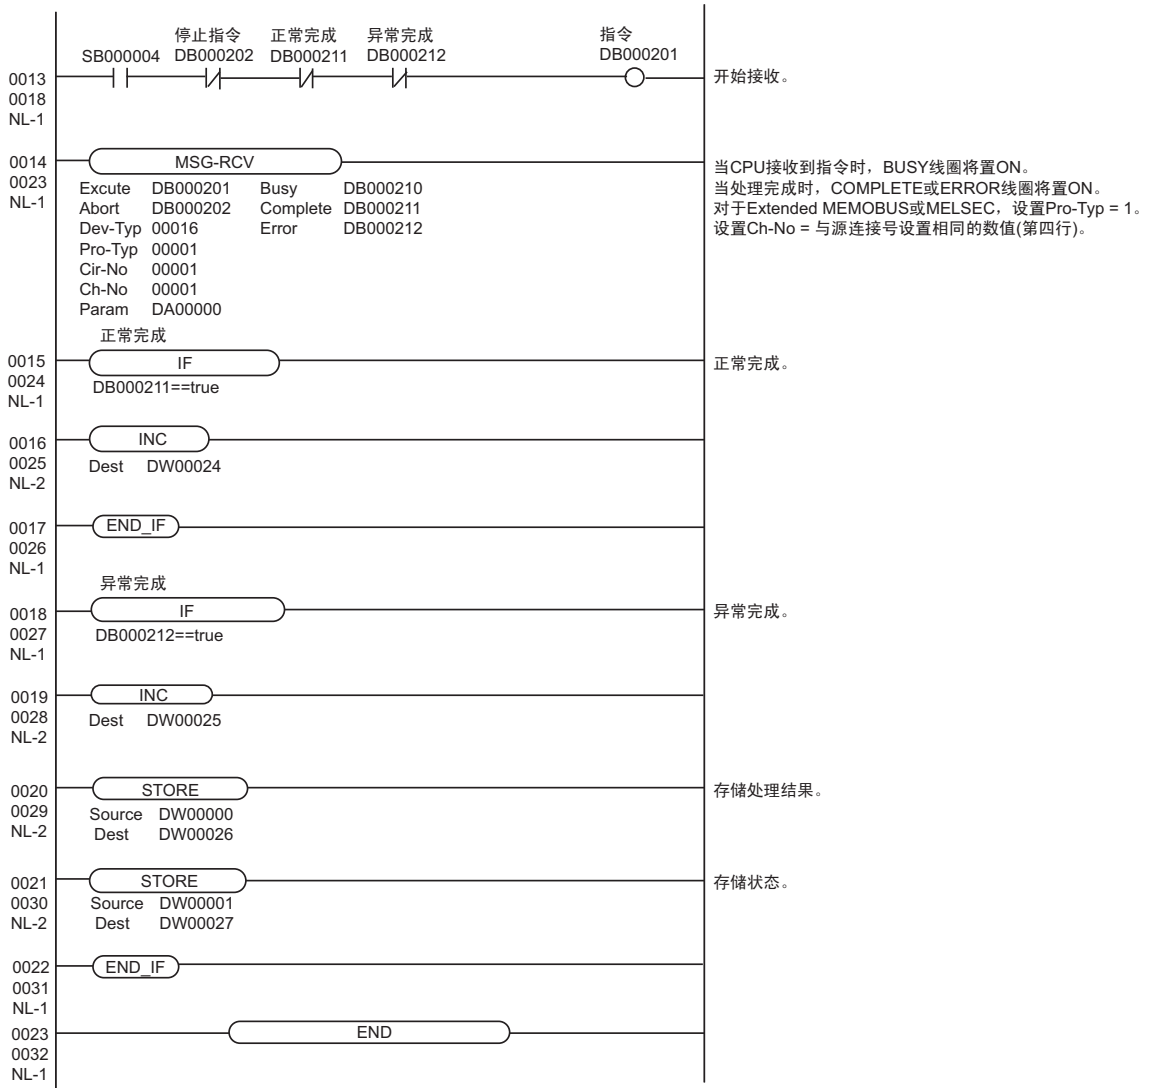 停止指令 正常完成 异常完成 指令
SB000004 DB000202 DB000211 DB000212 DB000201
0013
0018
NL-1
开始接收。
0014
0023
NL-1
MSG-RCV
Excute DB000201 Busy DB000210
Abort DB000202 Complete DB000211
Dev-Typ 00016 Error DB000212
Pro-Typ 00001
Cir-No 00001
Ch-No 00001
Param DA00000
当CPU接收到指令时，BUSY线圈将置ON。
当处理完成时，COMPLETE或ERROR线圈将置ON。
对于Extended MEMOBUS或MELSEC，设置Pro-Typ = 1。
设置Ch-No = 与源连接号设置相同的数值(第四行)。
正常完成
0015
0024
NL-1
IF
DB000211==true
正常完成。
0016
0025
NL-2
INC
Dest DW00024
0017
0026
NL-1
END_IF
异常完成
0018
0027
NL-1
IF
DB000212==true
异常完成。
0019
0028
NL-2
INC
Dest DW00025
0020
0029
NL-2
STORE
Source DW00000
Dest DW00026
存储处理结果。
0021
0030
NL-2
STORE
Source DW00001
Dest DW00027
存储状态。
0022
0031
NL-1
END_IF
0023
0032
NL-1
END